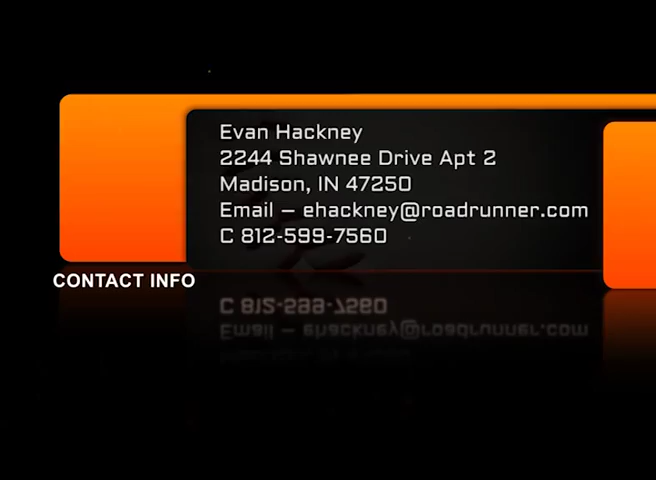 Evan Hackney
2244 Shawnee Drive Apt 2
Madison, IN 47250
Email – ehackney@roadrunner.com
C 812-599-7560
CONTACT INFO